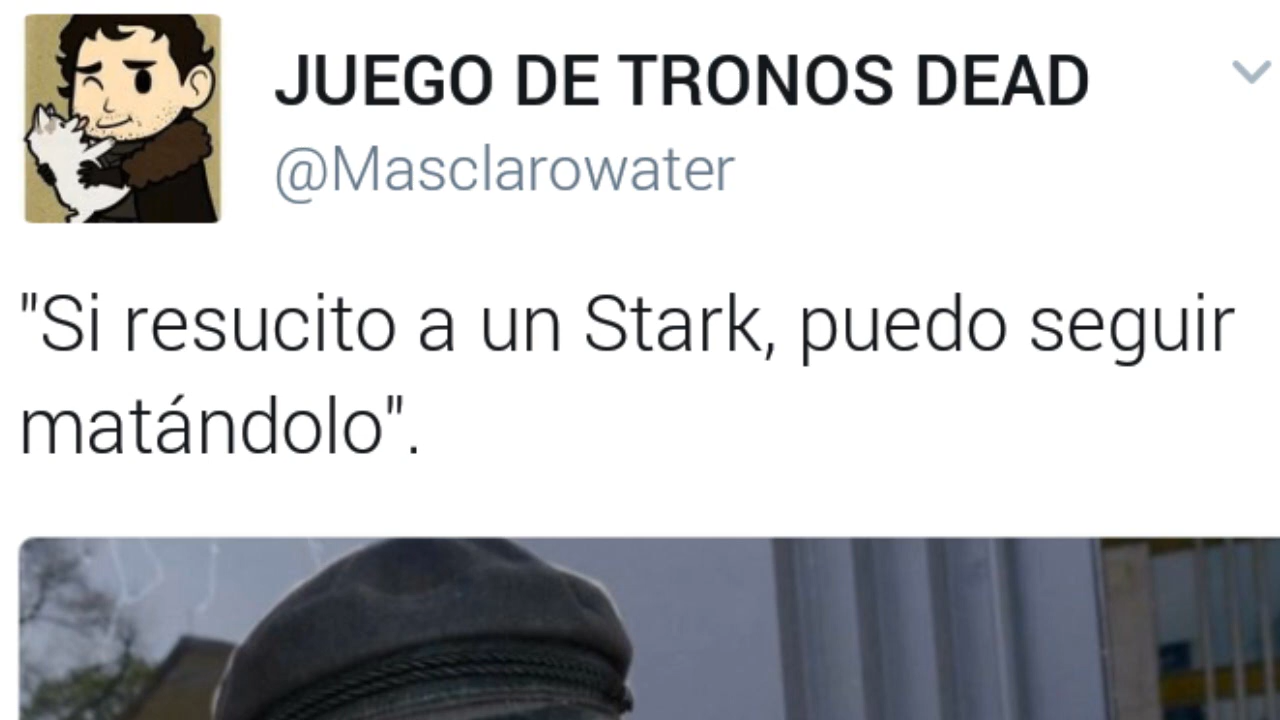 JUEGO DE TRONOS DEAD
@Masclarowater
"Si resucito a un Stark, puedo seguir
matándolo".